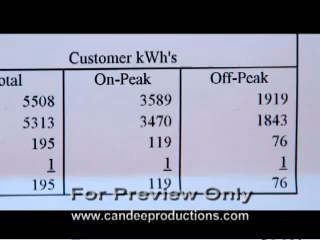 Customer kWh's
otal On-Peak Off-Peak
5508 3589 1919
5313 3470 1843
195 119 76
1 1 1
195 119 76
For Preview Only
www.candeeproductions.com